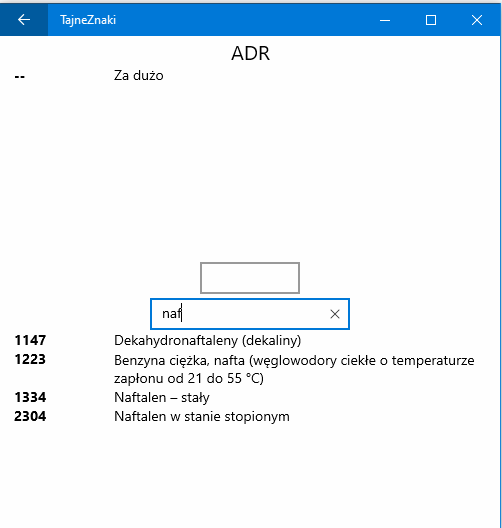 TajneZnaki
ADR
-- Za dużo
naf
1147 Dekahydronaftaleny (dekaliny)
1223 Benzyna ciężka, nafta (węglowodory ciekłe o temperaturze
zapłonu od 21 do 55 °C)
1334 Naftalen – stały
2304 Naftalen w stanie stopionym